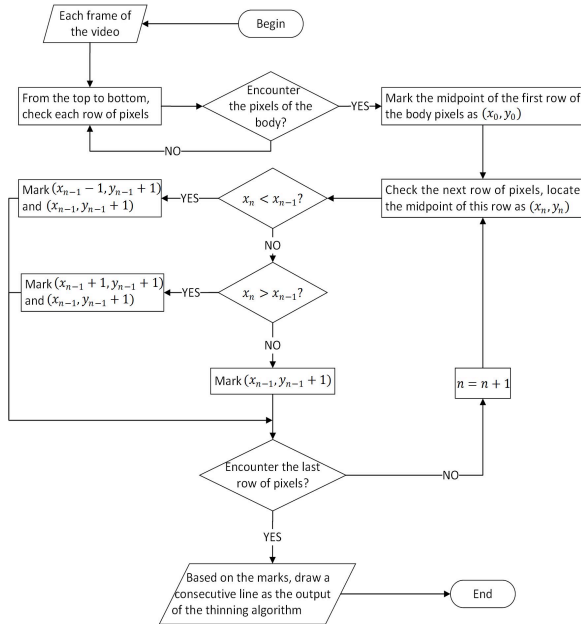 Each frame of
the video
Begin
From the top to bottom,
check each row of pixels
Encounter
the pixels of the
body?
YES
Mark the midpoint of the first row of
the body pixels as (x₀, y₀)
NO
Mark (xₙ₋₁ − 1, yₙ₋₁ + 1)
and (xₙ₋₁, yₙ₋₁ + 1)
YES
xₙ < xₙ₋₁?
Check the next row of pixels, locate
the midpoint of this row as (xₙ, yₙ)
NO
Mark (xₙ₋₁ + 1, yₙ₋₁ + 1)
and (xₙ₋₁, yₙ₋₁ + 1)
YES
xₙ > xₙ₋₁?
NO
Mark (xₙ₋₁, yₙ₋₁ + 1)
n = n + 1
Encounter the last
row of pixels?
NO
YES
Based on the marks, draw a
consecutive line as the output
of the thinning algorithm
End